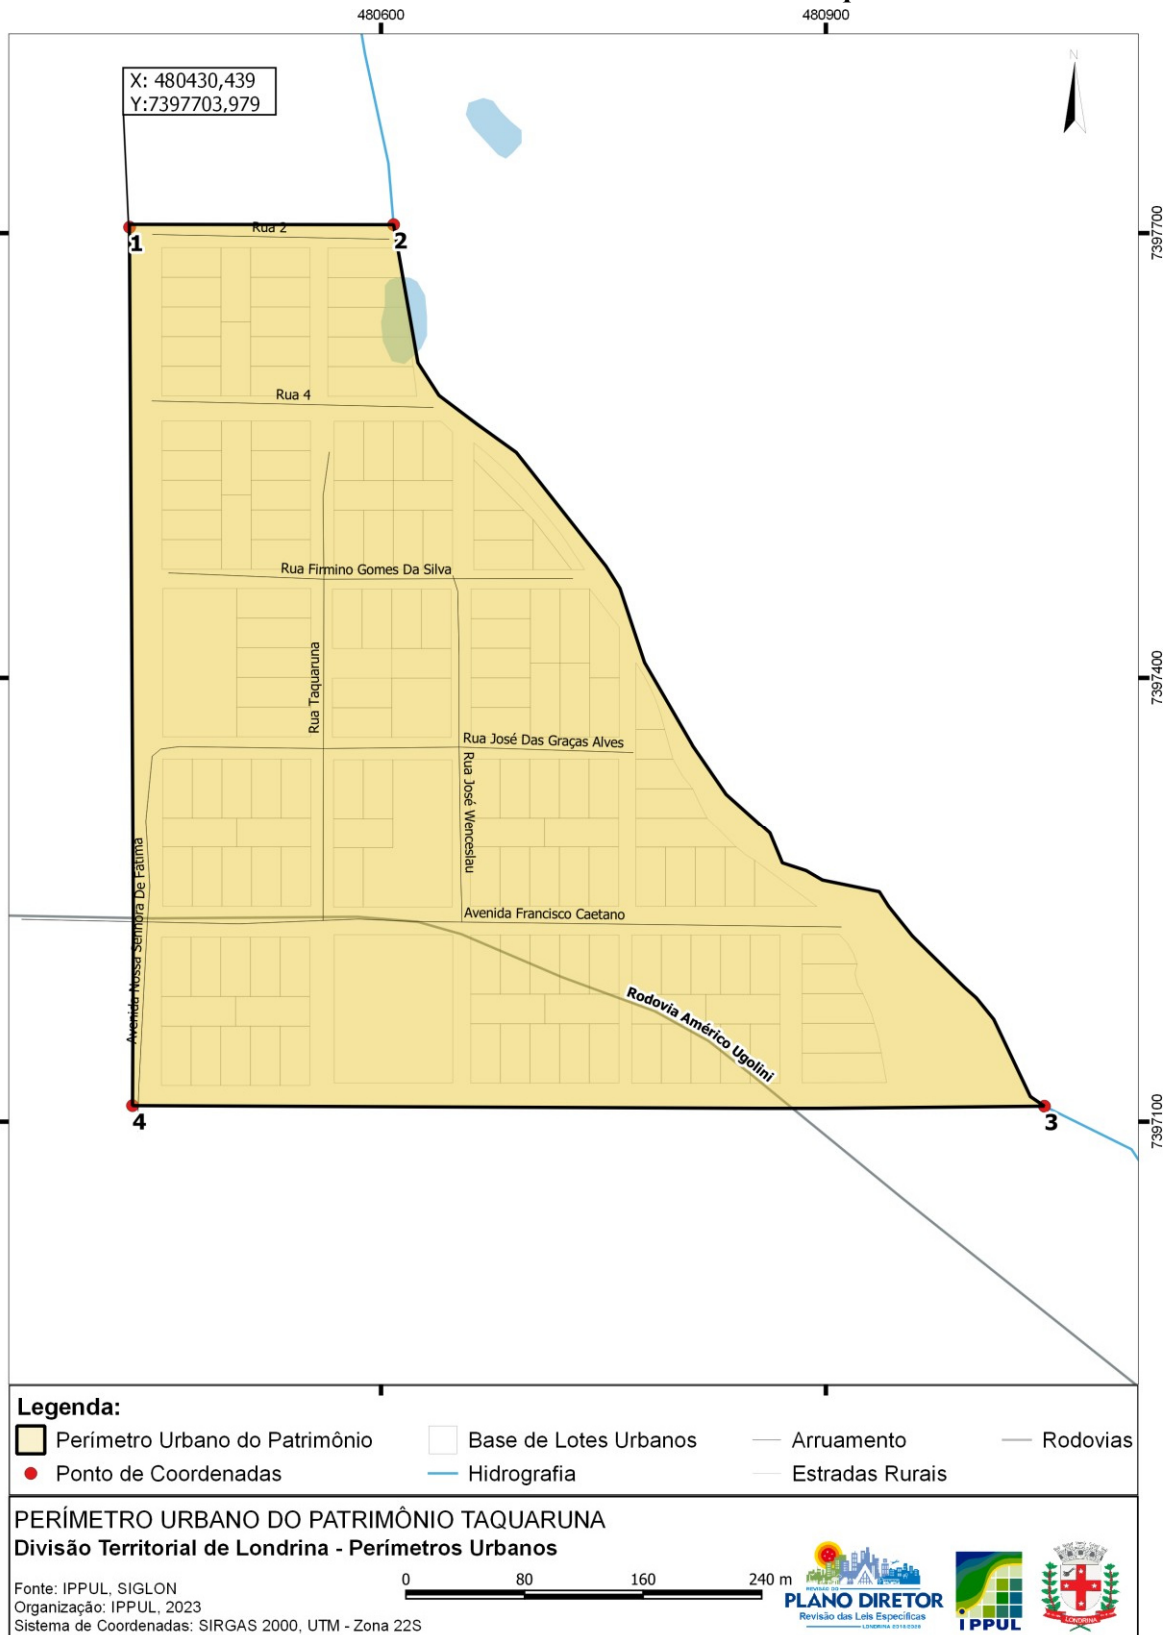 480600
480900
X: 480430,439
Y:7397703,979
N
7397700
1
Rua 2
2
Rua 4
Rua Firmino Gomes Da Silva
Rua Taquaruna
7397400
Rua José Das Graças Alves
Rua José Wenceslau
Avenida Nossa Senhora De Fatima
Avenida Francisco Caetano
Rodovia Américo Ugolini
4
3
7397100
Legenda:
Perímetro Urbano do Patrimônio
Base de Lotes Urbanos
Arruamento
Rodovias
Ponto de Coordenadas
Hidrografia
Estradas Rurais
PERÍMETRO URBANO DO PATRIMÔNIO TAQUARUNA
Divisão Territorial de Londrina - Perímetros Urbanos
Fonte: IPPUL, SIGLON
Organização: IPPUL, 2023
Sistema de Coordenadas: SIRGAS 2000, UTM - Zona 22S
0 80 160 240 m
REVISÃO DO
PLANO DIRETOR
Revisão das Leis Específicas
IPPUL
LONDRINA